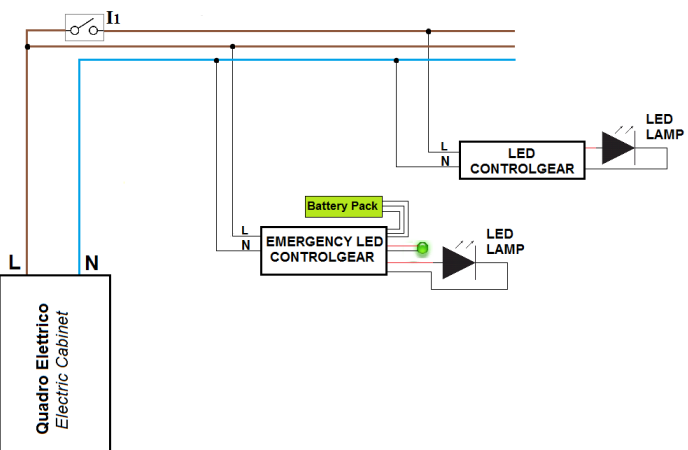 I1
LED
LAMP
L
N
LED
CONTROLGEAR
Battery Pack
L
N
EMERGENCY LED
CONTROLGEAR
LED
LAMP
L
N
Quadro Elettrico
Electric Cabinet